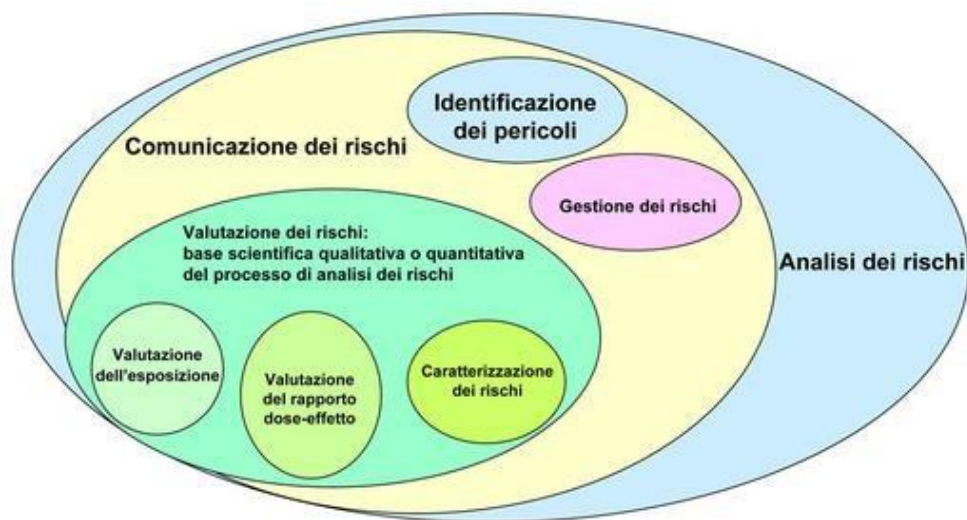 Identificazione
dei pericoli
Comunicazione dei rischi
Gestione dei rischi
Valutazione dei rischi:
base scientifica qualitativa o quantitativa
del processo di analisi dei rischi
Analisi dei rischi
Valutazione
dell'esposizione
Valutazione
del rapporto
dose-effetto
Caratterizzazione
dei rischi